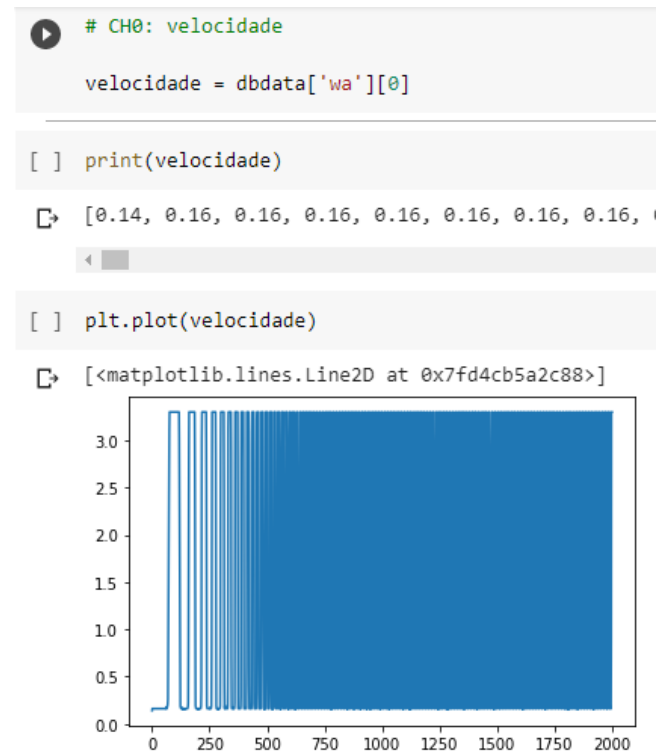 # CH0: velocidade
velocidade = dbdata['wa'][0]
[ ] print(velocidade)
[0.14, 0.16, 0.16, 0.16, 0.16, 0.16, 0.16, 0.16,
[ ] plt.plot(velocidade)
[<matplotlib.lines.Line2D at 0x7fd4cb5a2c88>]
3.0
2.5
2.0
1.5
1.0
0.5
0.0
0 250 500 750 1000 1250 1500 1750 2000